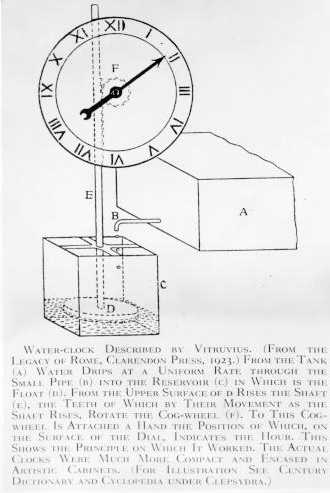 XII
I
II
III
IIII
V
VI
VII
VIII
IX
X
XI
F
E
B
A
C
D
Water-clock Described by Vitruvius. (From the
Legacy of Rome, Clarendon Press, 1923.) From the Tank
(A) Water Drips at a Uniform Rate through the
Small Pipe (B) into the Reservoir (C) in Which is the
Float (D). From the Upper Surface of D Rises the Shaft
(E), the Teeth of Which by Their Movement as the
Shaft Rises, Rotate the Cog-wheel (F). To This Cog-
wheel Is Attached a Hand the Position of Which, on
the Surface of the Dial, Indicates the Hour. This
Shows the Principle on Which It Worked. The Actual
Clocks Were Much More Compact and Encased in
Artistic Cabinets. (For Illustration See Century
Dictionary and Cyclopedia under Clepsydra.)